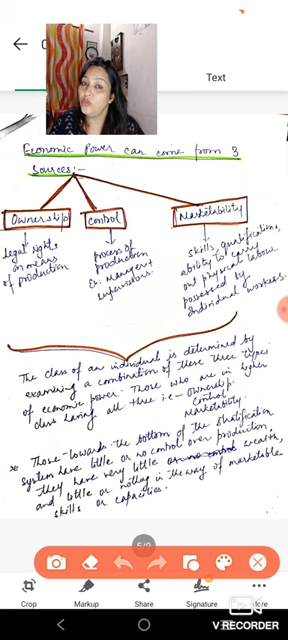 Text
Economic Power can come from 3
Sources:-
Ownership
Control
Marketability
legal rights
on means
of production
process of
production
Ex. Managers
supervisors.
skills, qualifications,
ability to carry
out physical labour
possessed by
individual workers.
The class of an individual is determined by
examining a combination of these three types
of economic power. Those who are in higher
class having all three i.e - ownership.
Control
Marketability
Those - towards the bottom of the stratification
system have little or no control over production,
They have very little wealth,
and little or nothing in the way of marketable
skills or capacities.
5/9
Crop
Markup
Share
Signature
More
V RECORDER